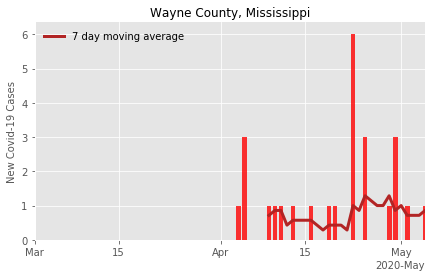 Wayne County, Mississippi
7 day moving average
New Covid-19 Cases
6
5
4
3
2
1
0
Mar 15 Apr 15 May
2020-May